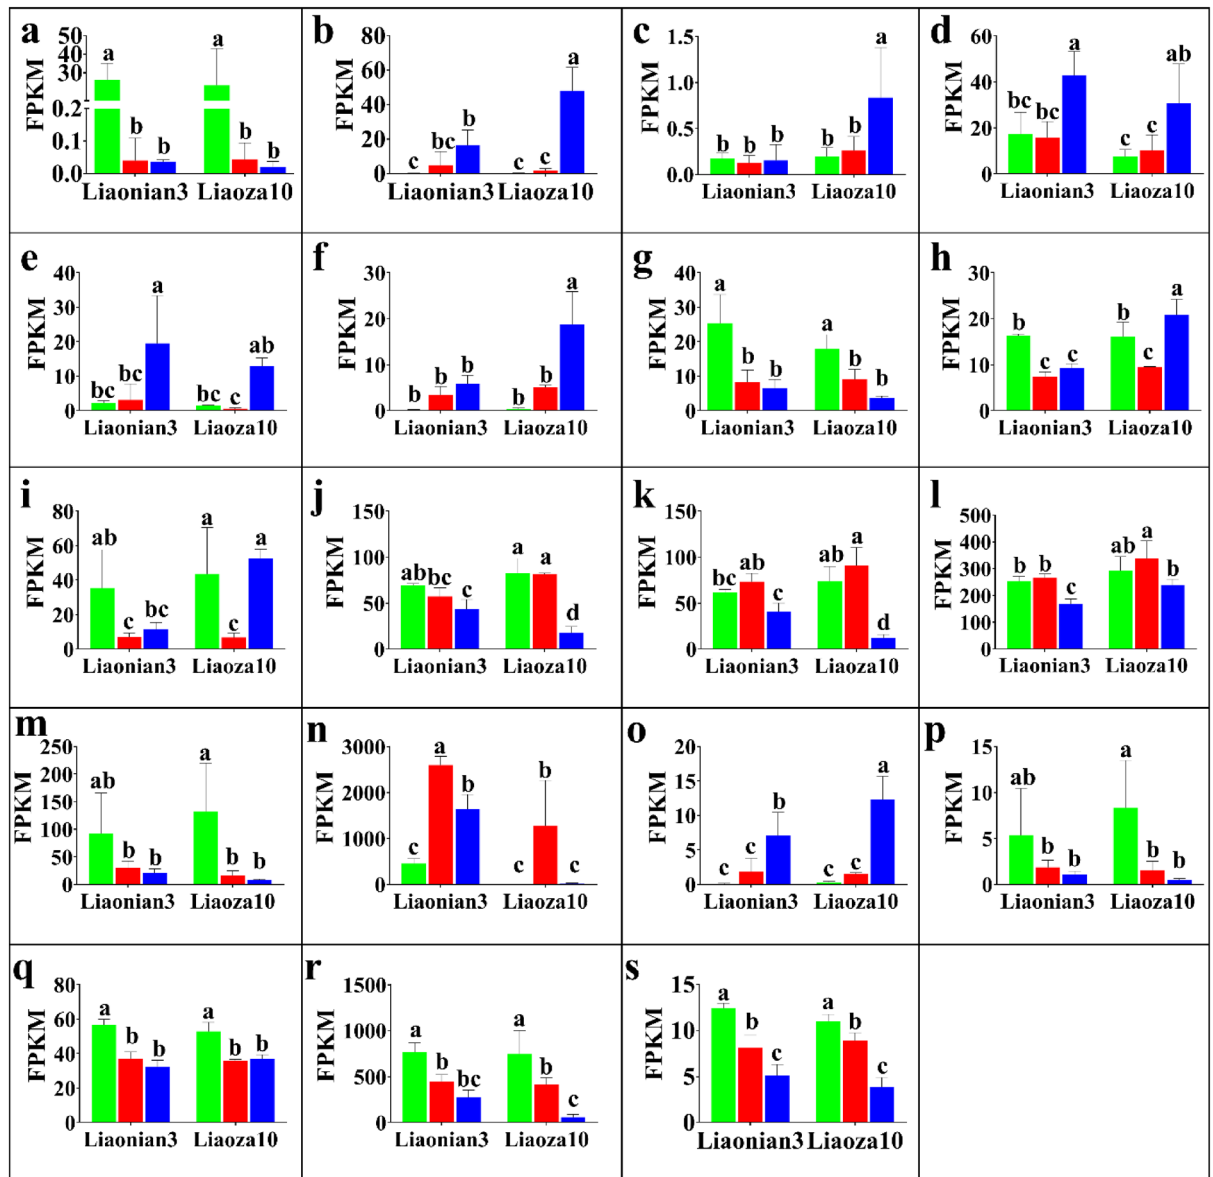 a
FPKM
50
40
30
0.2
0.1
0.0
a
b
b
a
b
b
Liaonian3 Liaoza10
b
FPKM
80
60
40
20
0
c
bc
b
c
c
a
Liaonian3 Liaoza10
c
FPKM
1.5
1.0
0.5
0.0
b
b
b
b
b
a
Liaonian3 Liaoza10
d
FPKM
60
40
20
0
bc
bc
a
c
c
ab
Liaonian3 Liaoza10
e
FPKM
40
30
20
10
0
bc
bc
a
bc
c
ab
Liaonian3 Liaoza10
f
FPKM
30
20
10
0
b
b
b
b
b
a
Liaonian3 Liaoza10
g
FPKM
40
30
20
10
0
a
b
b
a
b
b
Liaonian3 Liaoza10
h
FPKM
30
20
10
0
b
c
c
b
c
a
Liaonian3 Liaoza10
i
FPKM
80
60
40
20
0
ab
c
bc
a
c
a
Liaonian3 Liaoza10
j
FPKM
150
100
50
0
ab
bc
c
a
a
d
Liaonian3 Liaoza10
k
FPKM
150
100
50
0
bc
ab
c
ab
a
d
Liaonian3 Liaoza10
l
FPKM
500
400
300
200
100
0
b
b
c
ab
a
b
Liaonian3 Liaoza10
m
FPKM
250
200
150
100
50
0
ab
b
b
a
b
b
Liaonian3 Liaoza10
n
FPKM
3000
2000
1000
0
c
a
b
c
b
c
Liaonian3 Liaoza10
o
FPKM
20
15
10
5
0
c
c
b
c
c
a
Liaonian3 Liaoza10
p
FPKM
15
10
5
0
ab
b
b
a
b
b
Liaonian3 Liaoza10
q
FPKM
80
60
40
20
0
a
b
b
a
b
b
Liaonian3 Liaoza10
r
FPKM
1500
1000
500
0
a
b
bc
a
b
c
Liaonian3 Liaoza10
s
FPKM
15
10
5
0
a
b
c
a
b
c
Liaonian3 Liaoza10